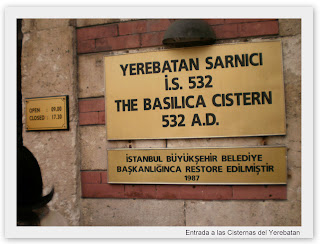 YEREBATAN SARNICI
İ.S. 532
THE BASILICA CISTERN
532 A.D.
OPEN : 09.00
CLOSED : 17.30
İSTANBUL BÜYÜKŞEHİR BELEDİYE
BAŞKANLIĞINCA RESTORE EDİLMİŞTİR
1987
Entrada a las Cisternas del Yerebatan